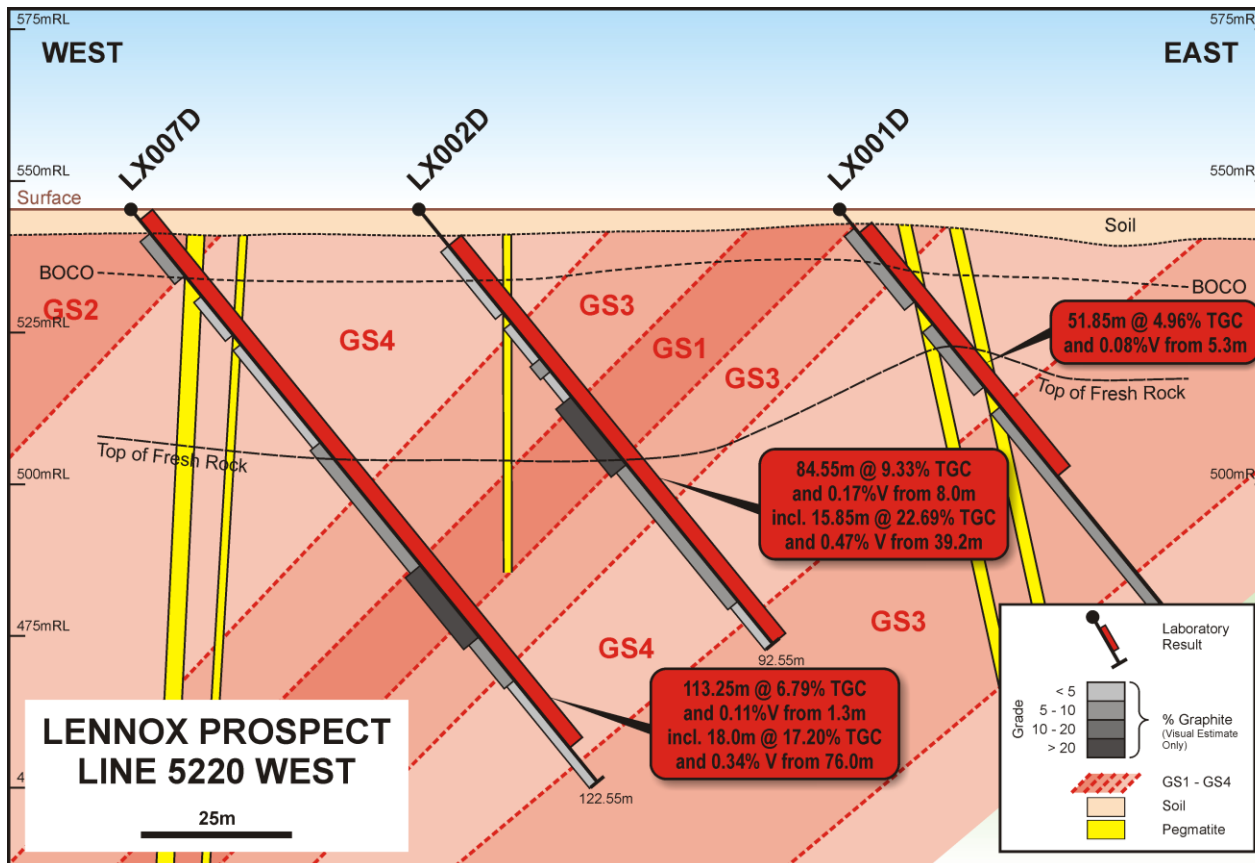 575mRL
575mR
WEST
EAST
LX007D
LX002D
LX001D
550mRL
550mR
Surface
Soil
BOCO
BOCO
GS2
GS4
GS3
GS1
GS3
525mRL
525mR
51.85m @ 4.96% TGC
and 0.08%V from 5.3m
Top of Fresh Rock
Top of Fresh Rock
500mRL
500mRL
84.55m @ 9.33% TGC
and 0.17%V from 8.0m
incl. 15.85m @ 22.69% TGC
and 0.47% V from 39.2m
475mRL
GS4
GS3
92.55m
113.25m @ 6.79% TGC
and 0.11%V from 1.3m
incl. 18.0m @ 17.20% TGC
and 0.34% V from 76.0m
122.55m
4
LENNOX PROSPECT
LINE 5220 WEST
25m
Laboratory
Result
Grade
< 5
5 - 10
10 - 20
> 20
% Graphite
(Visual Estimate
Only)
GS1 - GS4
Soil
Pegmatite